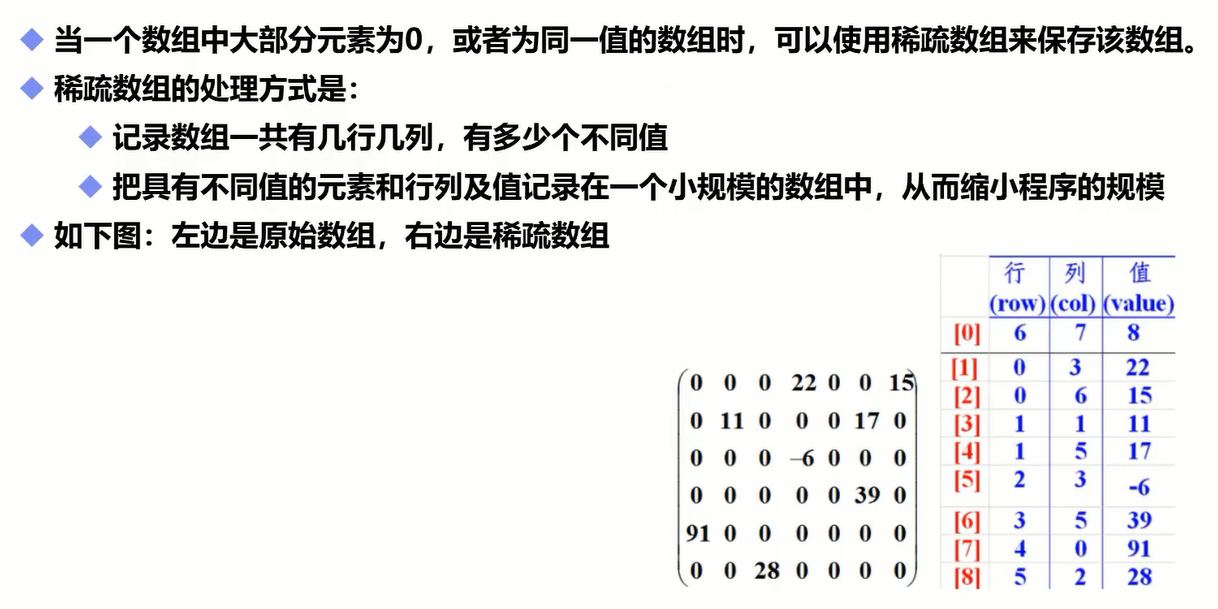 当一个数组中大部分元素为0，或者为同一值的数组时，可以使用稀疏数组来保存该数组。
稀疏数组的处理方式是：
记录数组一共有几行几列，有多少个不同值
把具有不同值的元素和行列及值记录在一个小规模的数组中，从而缩小程序的规模
如下图：左边是原始数组，右边是稀疏数组
0 0 0 22 0 0 15
0 11 0 0 0 17 0
0 0 0 –6 0 0 0
0 0 0 0 0 39 0
91 0 0 0 0 0 0
0 0 28 0 0 0 0
行 列 值
(row) (col) (value)
[0] 6 7 8
[1] 0 3 22
[2] 0 6 15
[3] 1 1 11
[4] 1 5 17
[5] 2 3 -6
[6] 3 5 39
[7] 4 0 91
[8] 5 2 28